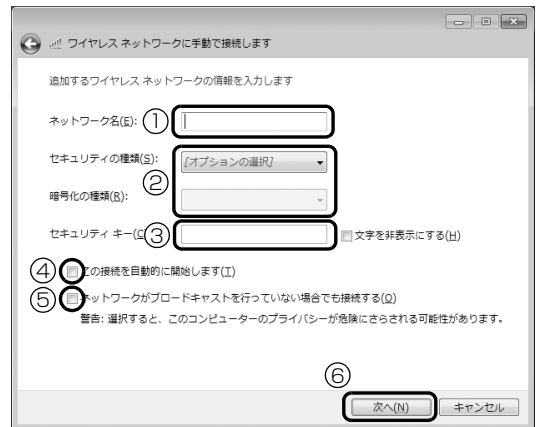 ワイヤレス ネットワークに手動で接続します
追加するワイヤレス ネットワークの情報を入力します
ネットワーク名(E): ①
セキュリティの種類(S): [オプションの選択]
②
暗号化の種類(R):
セキュリティ キー(C ③ 文字を非表示にする(H)
④ この接続を自動的に開始します(T)
⑤ ネットワークがブロードキャストを行っていない場合でも接続する(O)
警告: 選択すると、このコンピューターのプライバシーが危険にさらされる可能性があります。
⑥
次へ(N) キャンセル